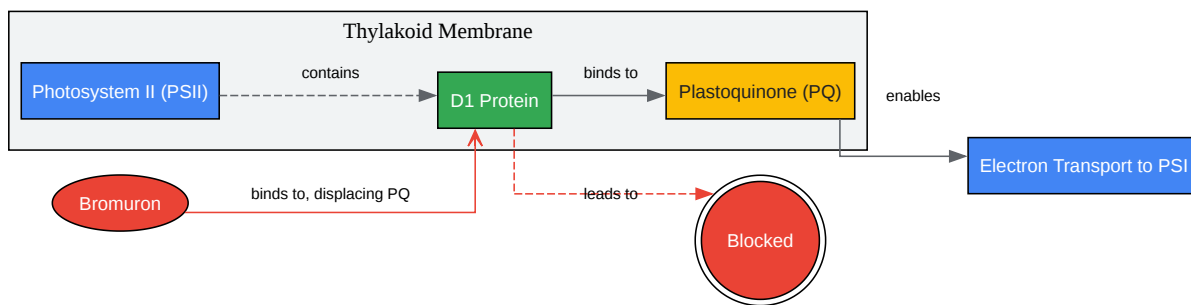 Thylakoid Membrane
Photosystem II (PSII)
contains
D1 Protein
binds to
Plastoquinone (PQ)
enables
Electron Transport to PSI
Bromuron
binds to, displacing PQ
leads to
Blocked